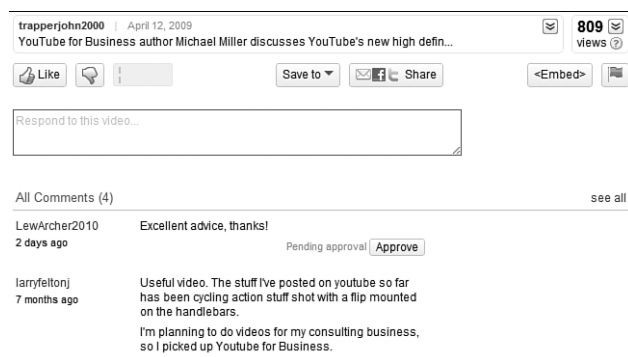 trapperjohn2000 | April 12, 2009
YouTube for Business author Michael Miller discusses YouTube's new high defin...
809
views ?
Like
Save to
Share
<Embed>
Respond to this video...
All Comments (4)
see all
LewArcher2010
2 days ago
Excellent advice, thanks!
Pending approval Approve
larryfeltonj
7 months ago
Useful video. The stuff I've posted on youtube so far
has been cycling action stuff shot with a flip mounted
on the handlebars.
I'm planning to do videos for my consulting business,
so I picked up Youtube for Business.